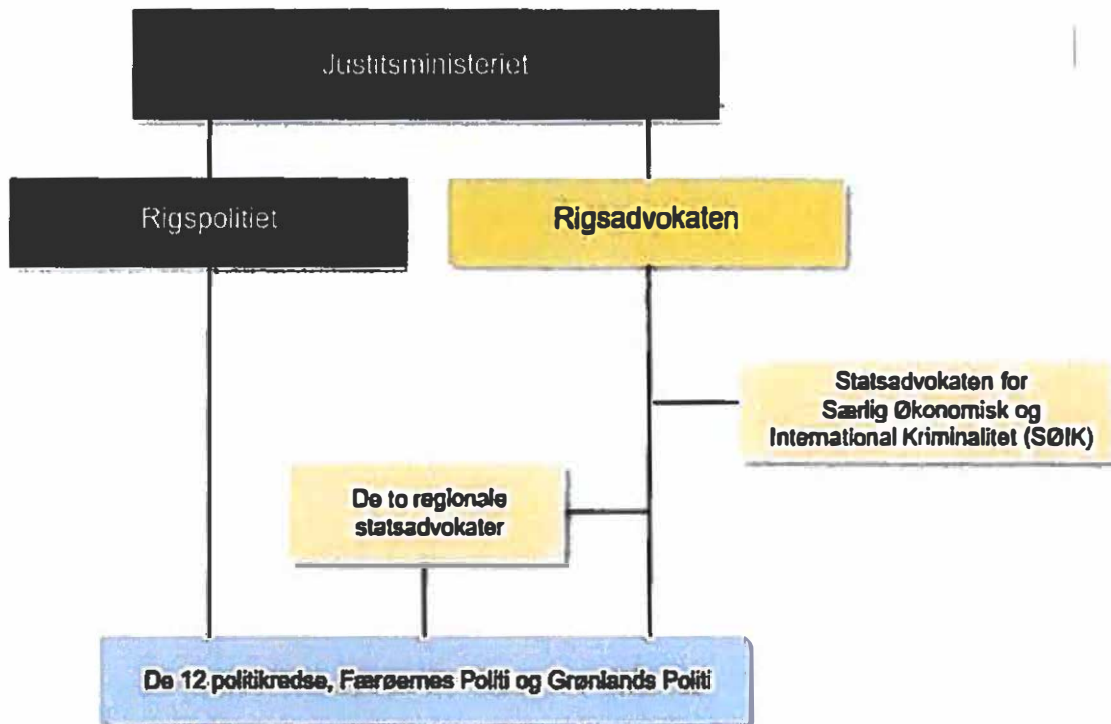 Justitsministeriet
Rigspolitiet
Rigsadvokaten
Statsadvokaten for
Særlig Økonomisk og
International Kriminalitet (SØIK)
De to regionale
statsadvokater
De 12 politikredse, Færøernes Politi og Grønlands Politi